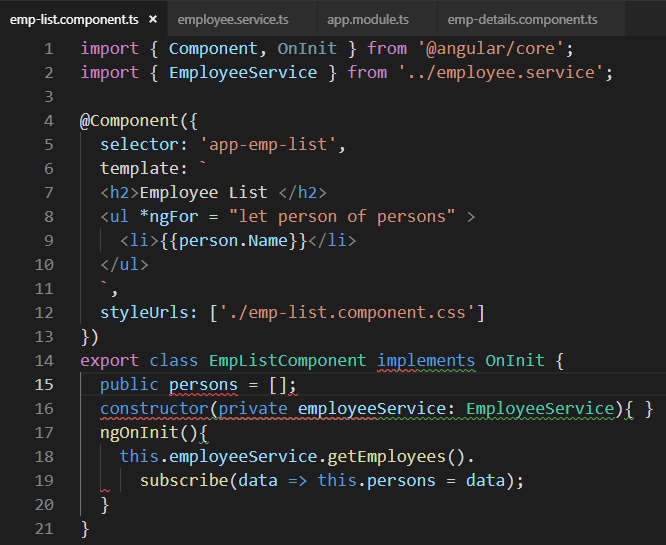 emp-list.component.ts × employee.service.ts app.module.ts emp-details.component.ts
1 import { Component, OnInit } from '@angular/core';
2 import { EmployeeService } from '../employee.service';
3
4 @Component({
5   selector: 'app-emp-list',
6   template: `
7   <h2>Employee List </h2>
8   <ul *ngFor = "let person of persons" >
9     <li>{{person.Name}}</li>
10   </ul>
11   `,
12   styleUrls: ['./emp-list.component.css']
13 })
14 export class EmpListComponent implements OnInit {
15   public persons = [];
16   constructor(private employeeService: EmployeeService){ }
17   ngOnInit(){
18     this.employeeService.getEmployees().
19       subscribe(data => this.persons = data);
20   }
21 }